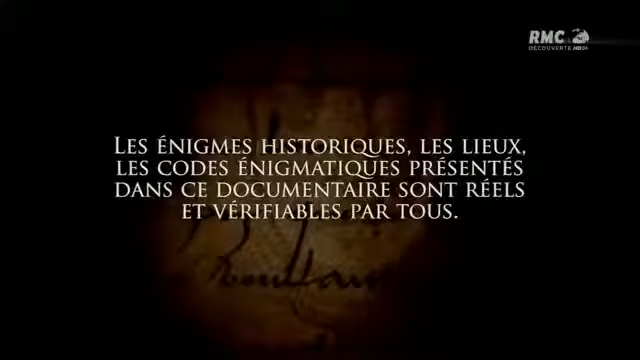 RMC
DÉCOUVERTE HD24
LES ÉNIGMES HISTORIQUES, LES LIEUX,
LES CODES ÉNIGMATIQUES PRÉSENTÉS
DANS CE DOCUMENTAIRE SONT RÉELS
ET VÉRIFIABLES PAR TOUS.